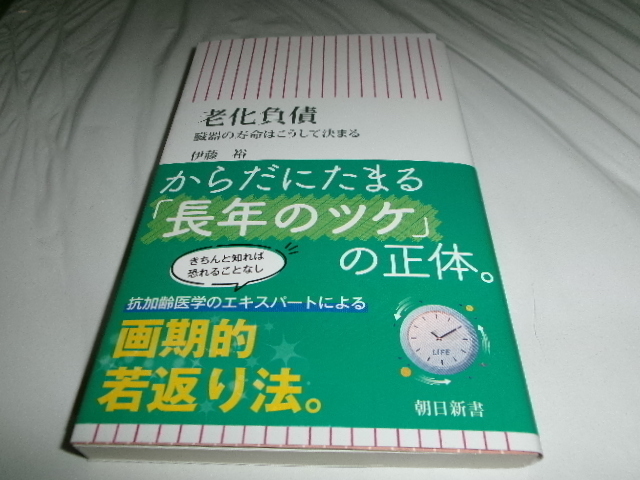 老化負債
臓器の寿命はこうして決まる
伊藤 裕
からだにたまる
「長年のツケ」
の正体。
きちんと知れば
恐れることなし
抗加齢医学のエキスパートによる
画期的
若返り法。
LIFE
朝日新書